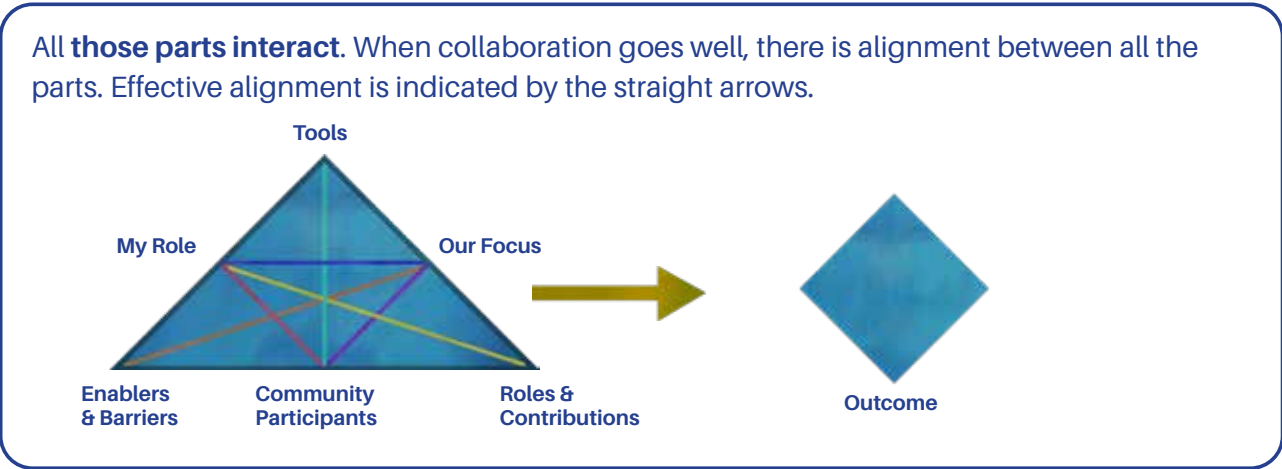 All those parts interact. When collaboration goes well, there is alignment between all the
parts. Effective alignment is indicated by the straight arrows.
Tools
My Role
Our Focus
Enablers
& Barriers
Community
Participants
Roles &
Contributions
Outcome